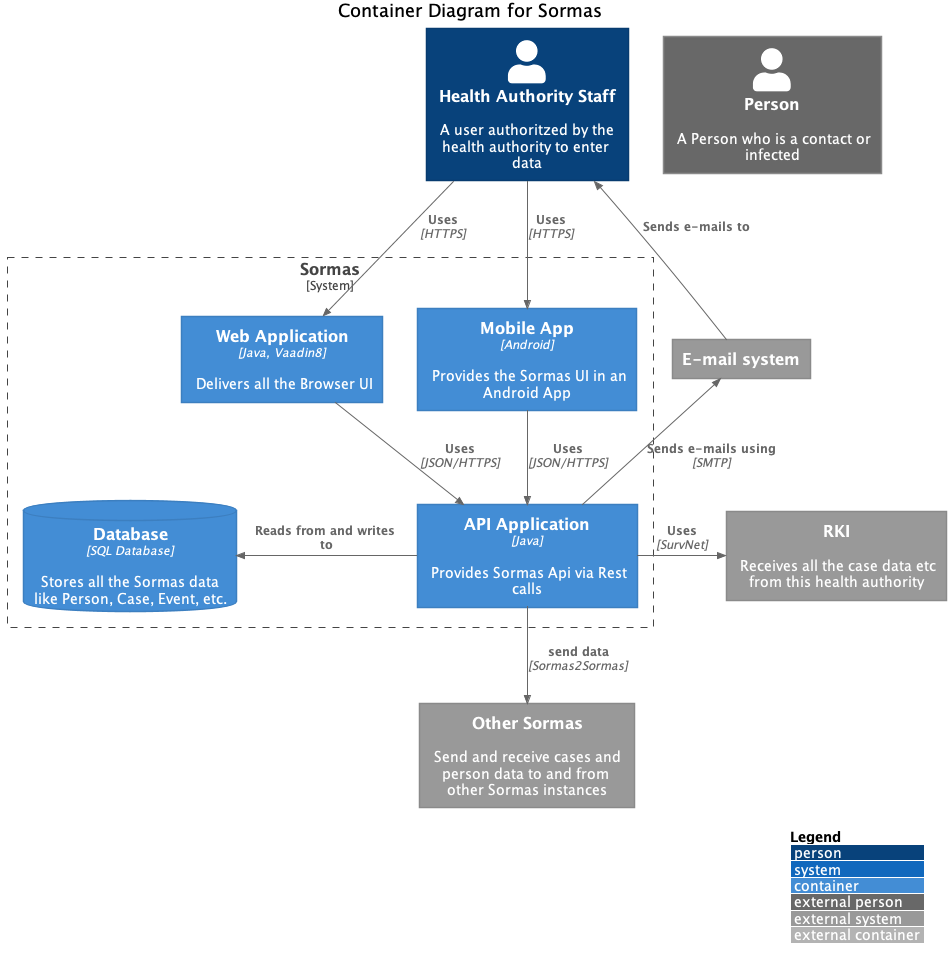 Container Diagram for Sormas
Health Authority Staff
A user authoritzed by the
health authority to enter
data
Person
A Person who is a contact or
infected
Uses
[HTTPS]
Uses
[HTTPS]
Sends e-mails to
Sormas
[System]
Web Application
[Java, Vaadin8]
Delivers all the Browser UI
Mobile App
[Android]
Provides the Sormas UI in an
Android App
E-mail system
Uses
[JSON/HTTPS]
Uses
[JSON/HTTPS]
Sends e-mails using
[SMTP]
Database
[SQL Database]
Stores all the Sormas data
like Person, Case, Event, etc.
Reads from and writes
to
API Application
[Java]
Provides Sormas Api via Rest
calls
Uses
[SurvNet]
RKI
Receives all the case data etc
from this health authority
send data
[Sormas2Sormas]
Other Sormas
Send and receive cases and
person data to and from
other Sormas instances
Legend
person
system
container
external person
external system
external container